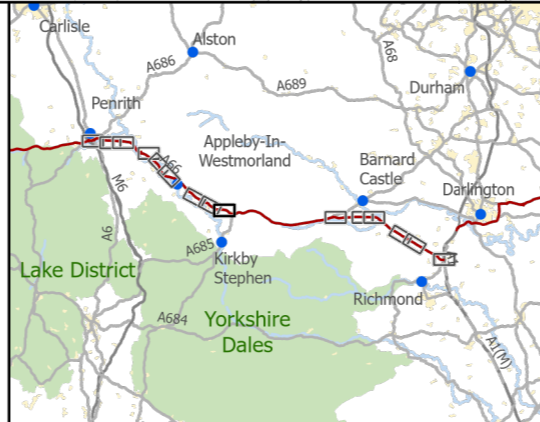 Carlisle
Alston
A686
A68
A689
Durham
Penrith
Appleby-In-
Westmorland
A66
Barnard
Castle
Darlington
M6
A6
A685
Kirkby
Stephen
Lake District
Richmond
A684
Yorkshire
Dales
A1(M)